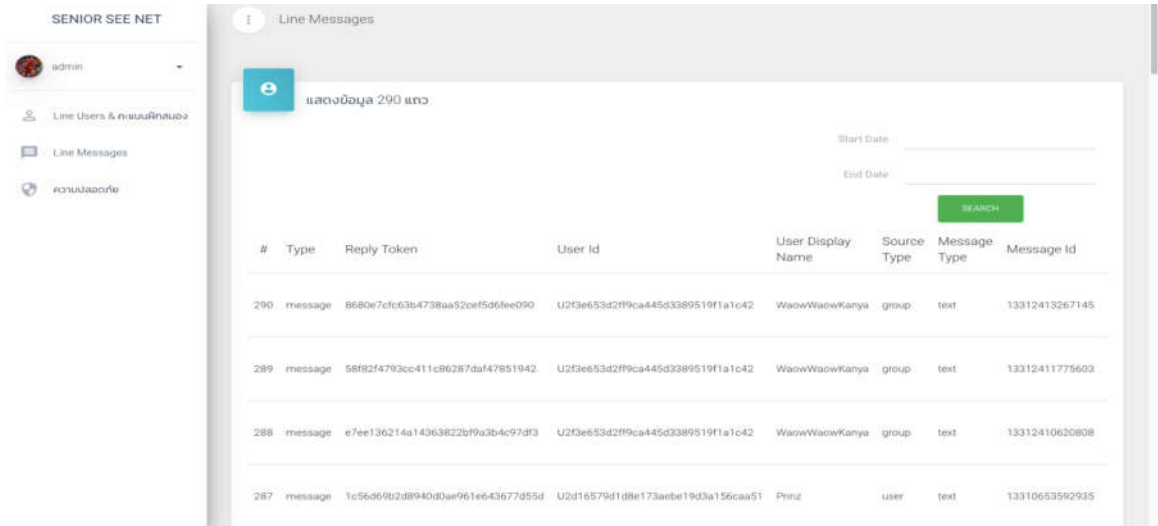 SENIOR SEE NET
Line Messages
admin
Line Users & คะแนนฝึกสมอง
Line Messages
ความปลอดภัย
แสดงข้อมูล 290 แถว
Start Date
End Date
SEARCH
# Type Reply Token User Id User Display Name Source Type Message Type Message Id
290 message 8680e7cfc63b4738aa52cef5d6fee090 U2f3e653d2ff9ca445d3389519f1a1c42 WaowWaowKanya group text 13312413267145
289 message 58f82f4793cc411c86287daf47851942 U2f3e653d2ff9ca445d3389519f1a1c42 WaowWaowKanya group text 13312411775603
288 message e7ee136214a14363822bf9a3b4c97df3 U2f3e653d2ff9ca445d3389519f1a1c42 WaowWaowKanya group text 13312410620808
287 message 1c56d69b2d8940d0ae961e643677d55d U2d16579d1d8e173aebe19d3a156caa51 Prinz user text 13310653592935